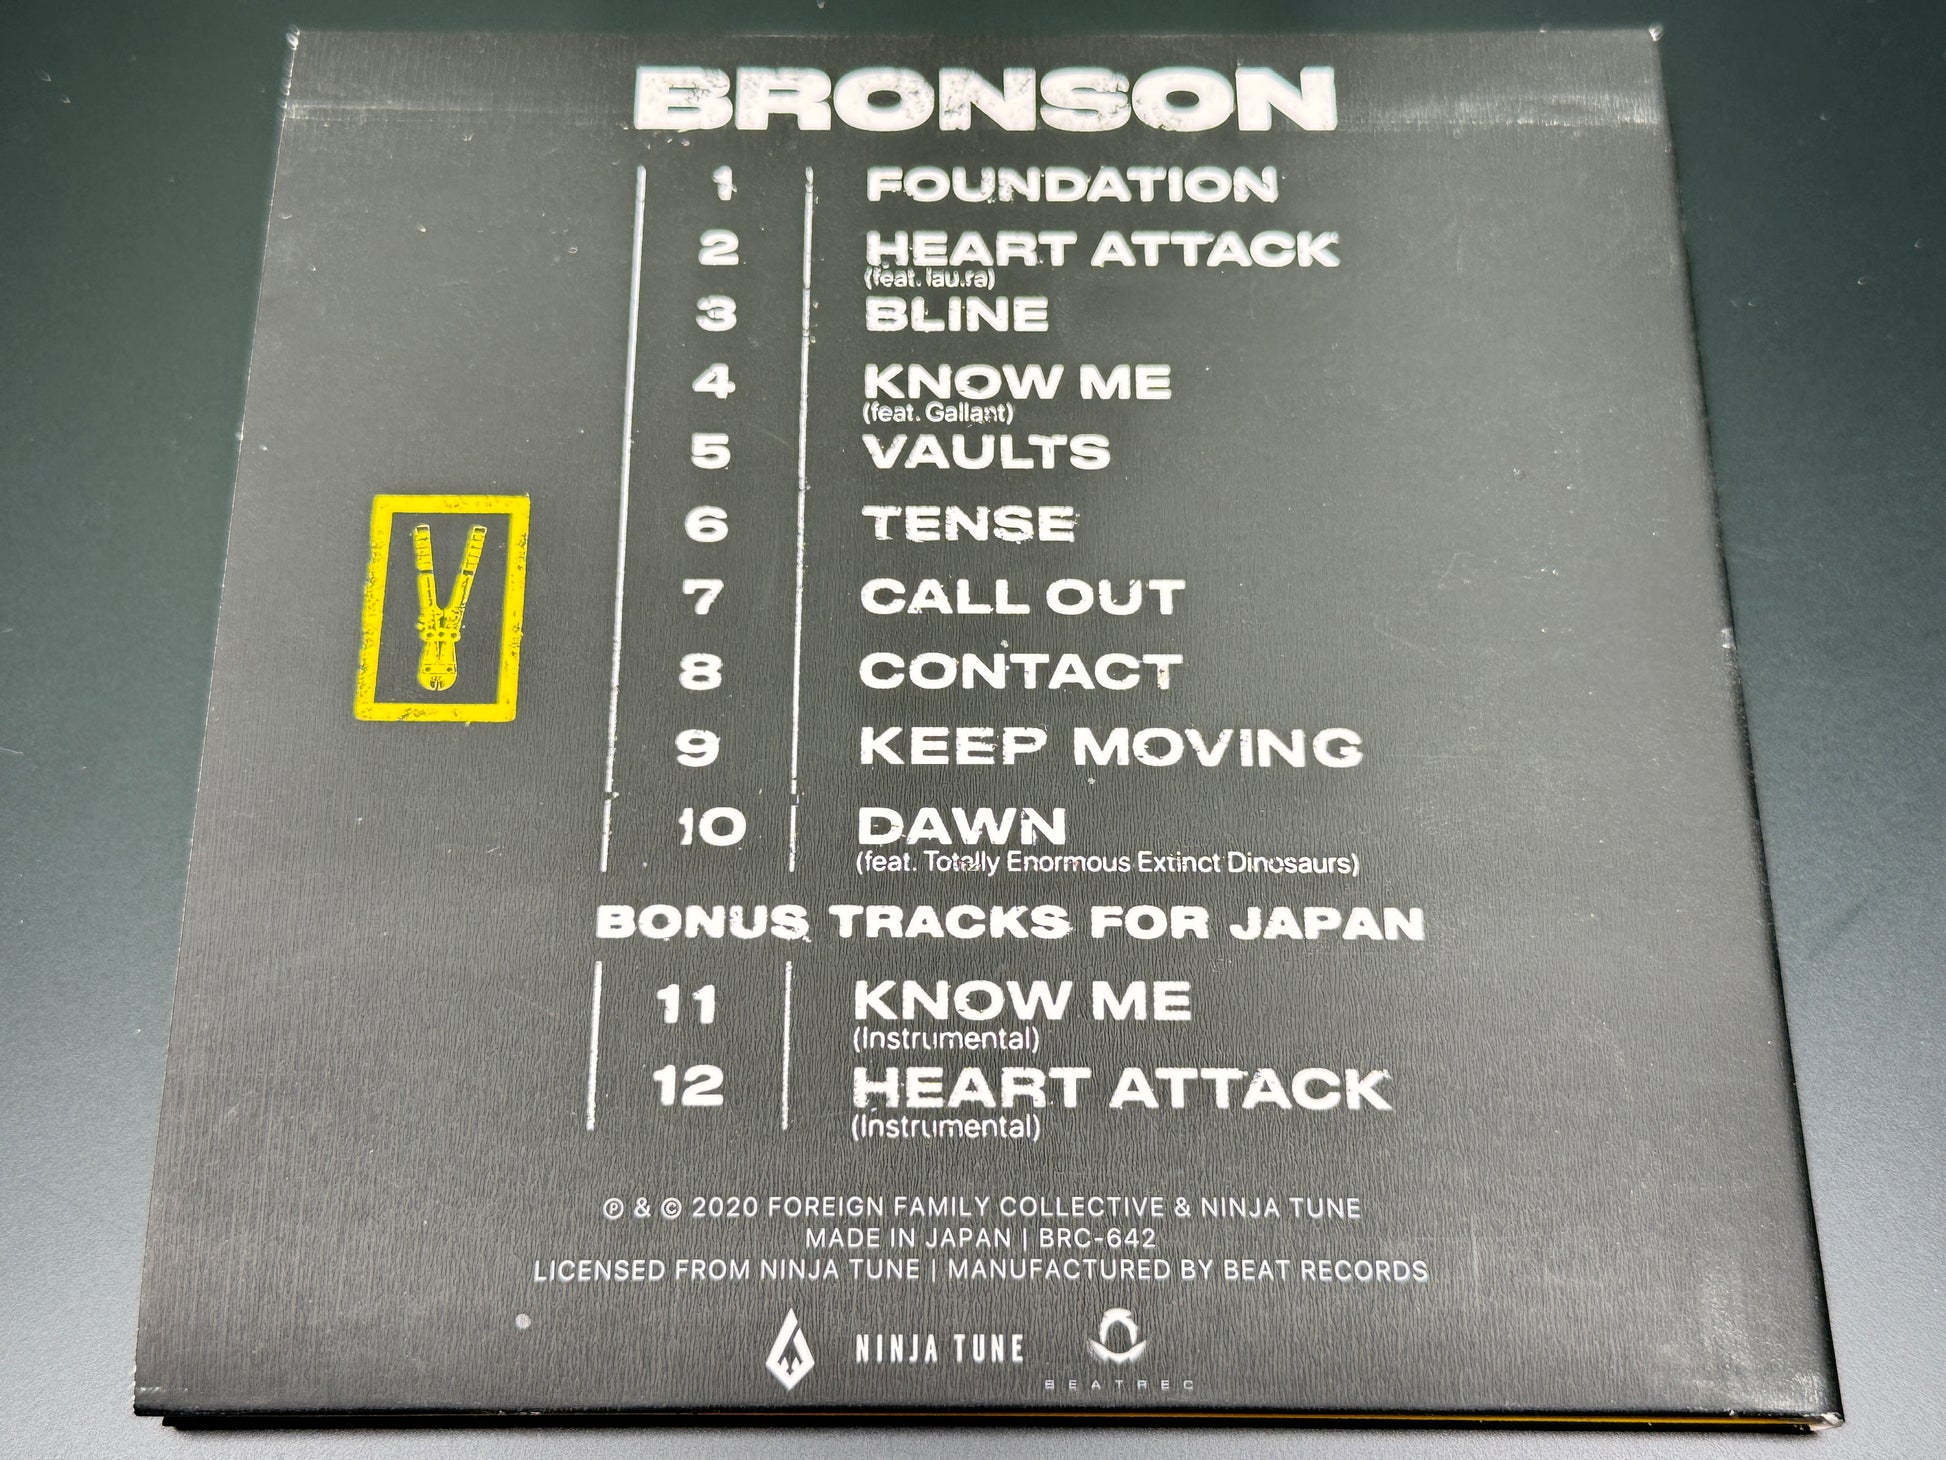 BRONSON
1 FOUNDATION
2 HEART ATTACK
(feat. lau.ra)
3 BLINE
4 KNOW ME
(feat. Gallant)
5 VAULTS
6 TENSE
7 CALL OUT
8 CONTACT
9 KEEP MOVING
10 DAWN
(feat. Totally Enormous Extinct Dinosaurs)
BONUS TRACKS FOR JAPAN
11 KNOW ME
(Instrumental)
12 HEART ATTACK
(Instrumental)
℗ & © 2020 FOREIGN FAMILY COLLECTIVE & NINJA TUNE
MADE IN JAPAN | BRC-642
LICENSED FROM NINJA TUNE | MANUFACTURED BY BEAT RECORDS
NINJA TUNE
BEATREC